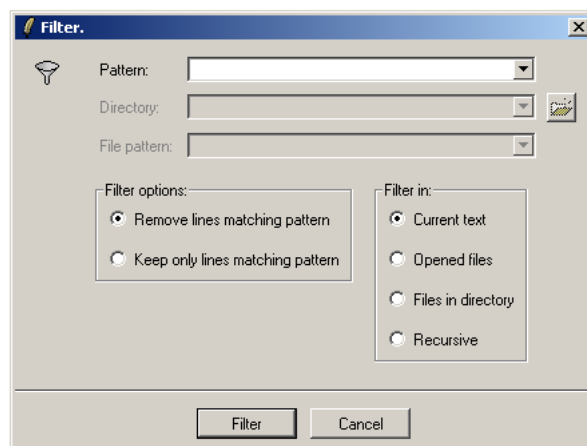 Filter.
Pattern:
Directory:
File pattern:
Filter options:
Remove lines matching pattern
Keep only lines matching pattern
Filter in:
Current text
Opened files
Files in directory
Recursive
Filter
Cancel